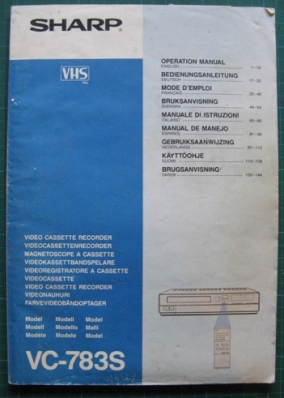 SHARP
VHS
OPERATION MANUAL
ENGLISH
BEDIENUNGSANLEITUNG
DEUTSCH
MODE D'EMPLOI
FRANÇAIS
BRUKSANVISNING
SVENSKA
MANUALE DI ISTRUZIONI
ITALIANO
MANUAL DE MANEJO
ESPAÑOL
GEBRUIKSAANWIJZING
NEDERLANDS
KÄYTTÖOHJE
SUOMI
BRUGSANVISNING
DANSK
VIDEO CASSETTE RECORDER
VIDEOCASSETTENRECORDER
MAGNETOSCOPE A CASSETTE
VIDEOKASSETTBANDSPELARE
VIDEOREGISTRATORE A CASSETTE
VIDEOCASSETTE
VIDEO CASSETTE RECORDER
VIDEONAUHURI
FARVEVIDEOBÅNDOPTAGER
Model Modell Model
Modell Modello Malli
Modèle Modelo Model
VC-783S